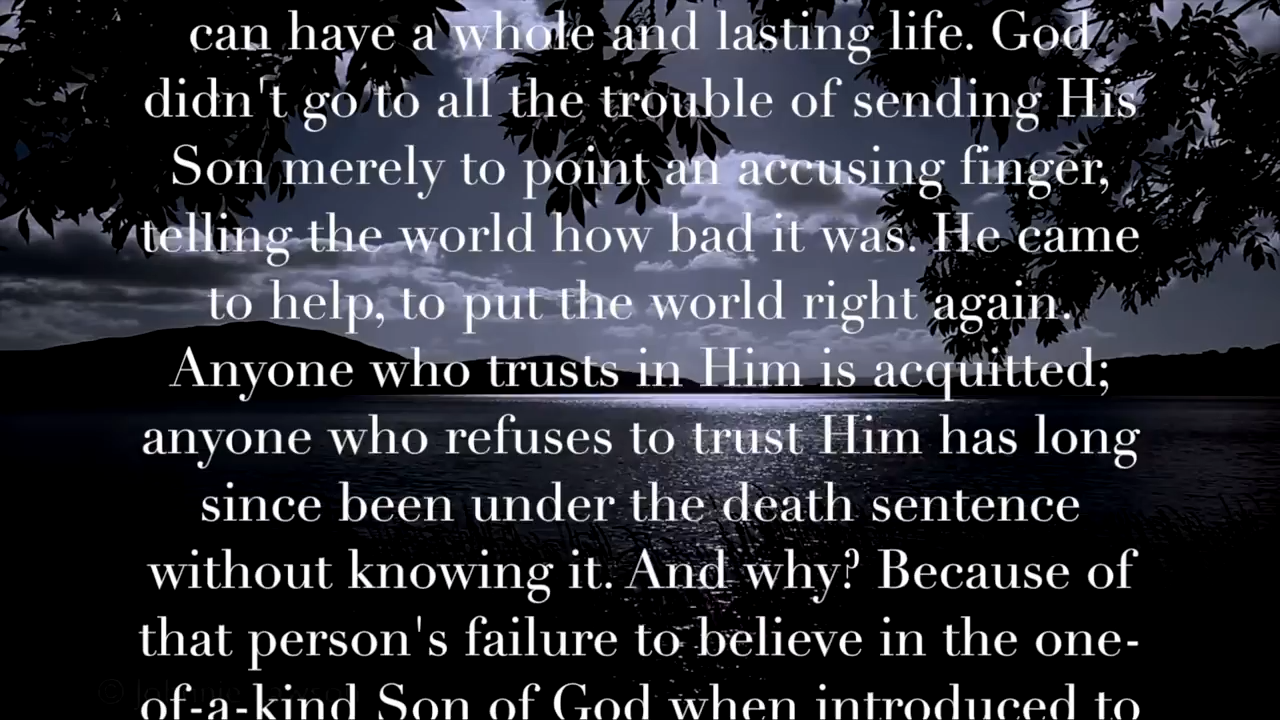 can have a whole and lasting life. God
didn't go to all the trouble of sending His
Son merely to point an accusing finger,
telling the world how bad it was. He came
to help, to put the world right again.
Anyone who trusts in Him is acquitted;
anyone who refuses to trust Him has long
since been under the death sentence
without knowing it. And why? Because of
that person's failure to believe in the one-
of-a-kind Son of God when introduced to